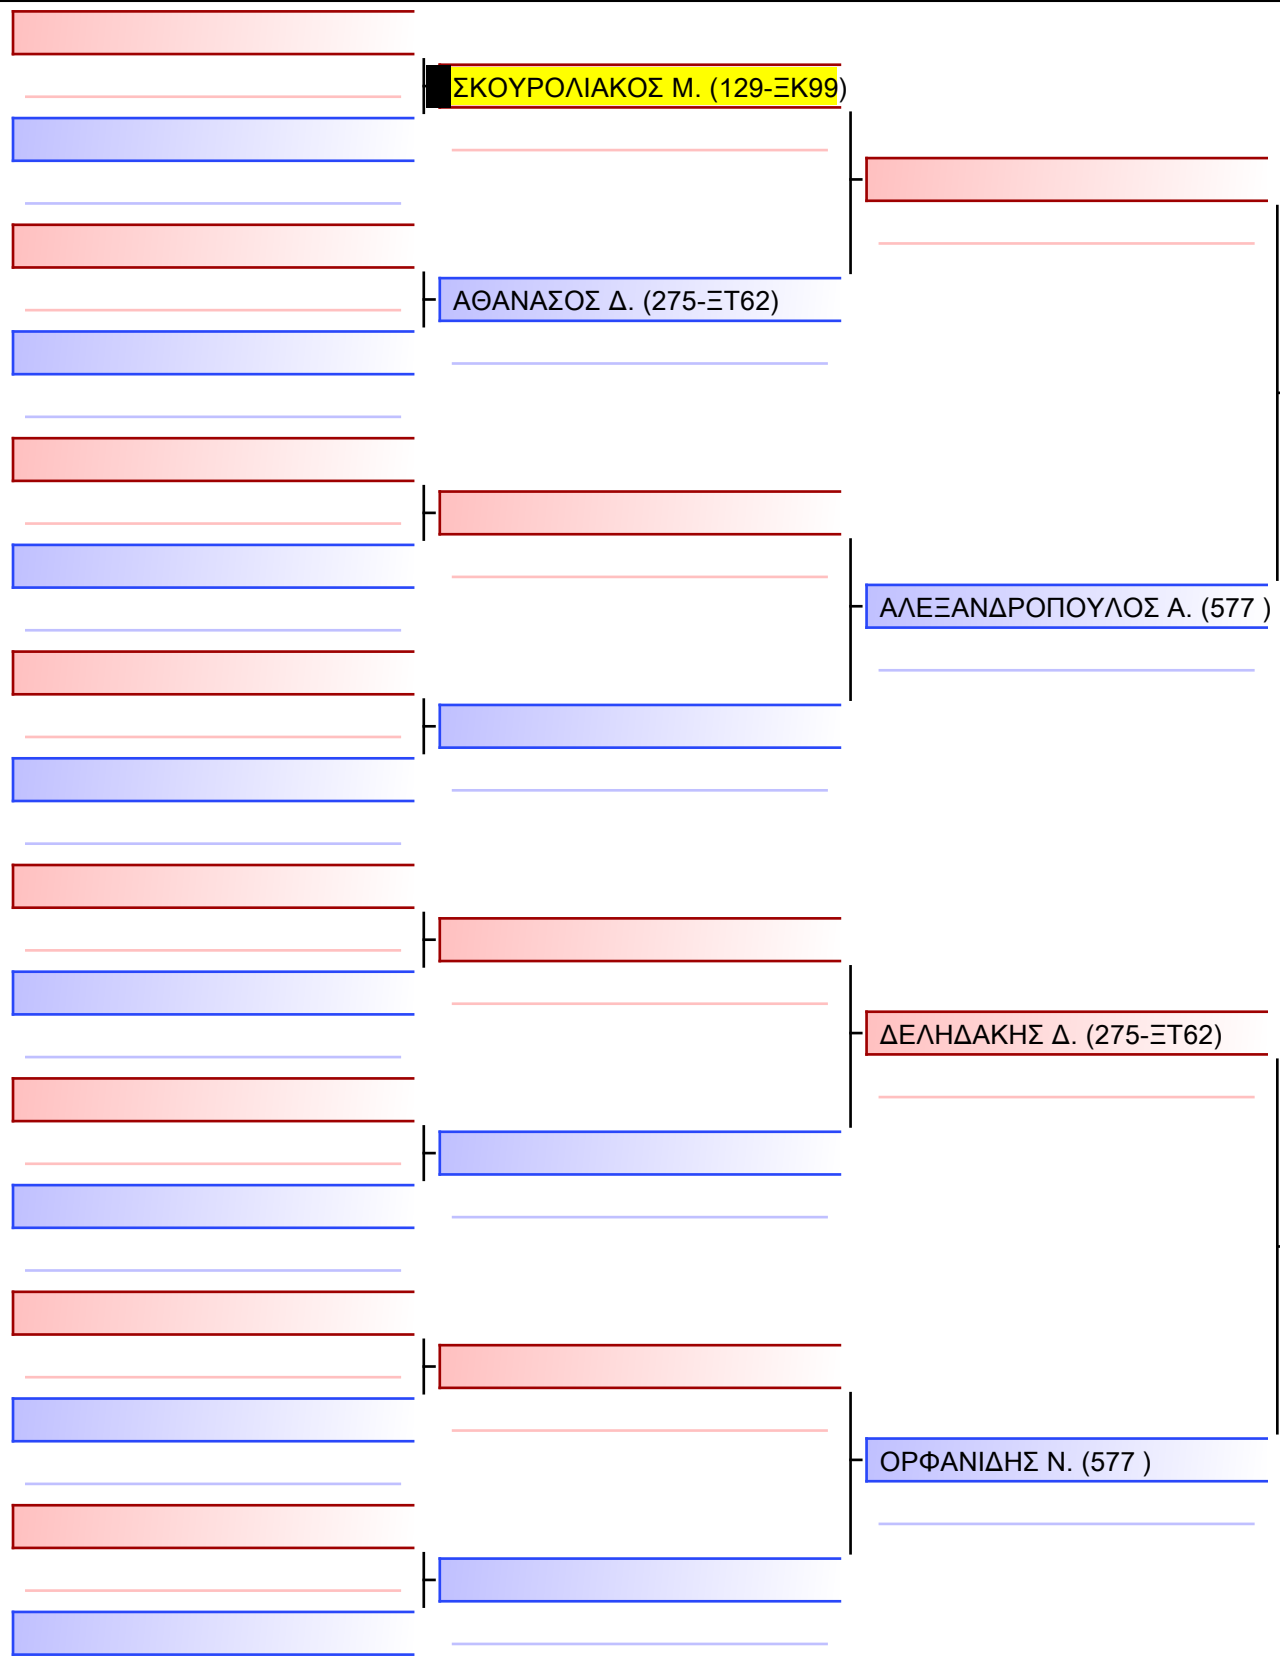 ΣΚΟΥΡΟΛΙΑΚΟΣ Μ. (129-ΞΚ99)
ΑΘΑΝΑΣΟΣ Δ. (275-ΞΤ62)
ΑΛΕΞΑΝΔΡΟΠΟΥΛΟΣ Α. (577 )
ΔΕΛΗΔΑΚΗΣ Δ. (275-ΞΤ62)
ΟΡΦΑΝΙΔΗΣ Ν. (577 )